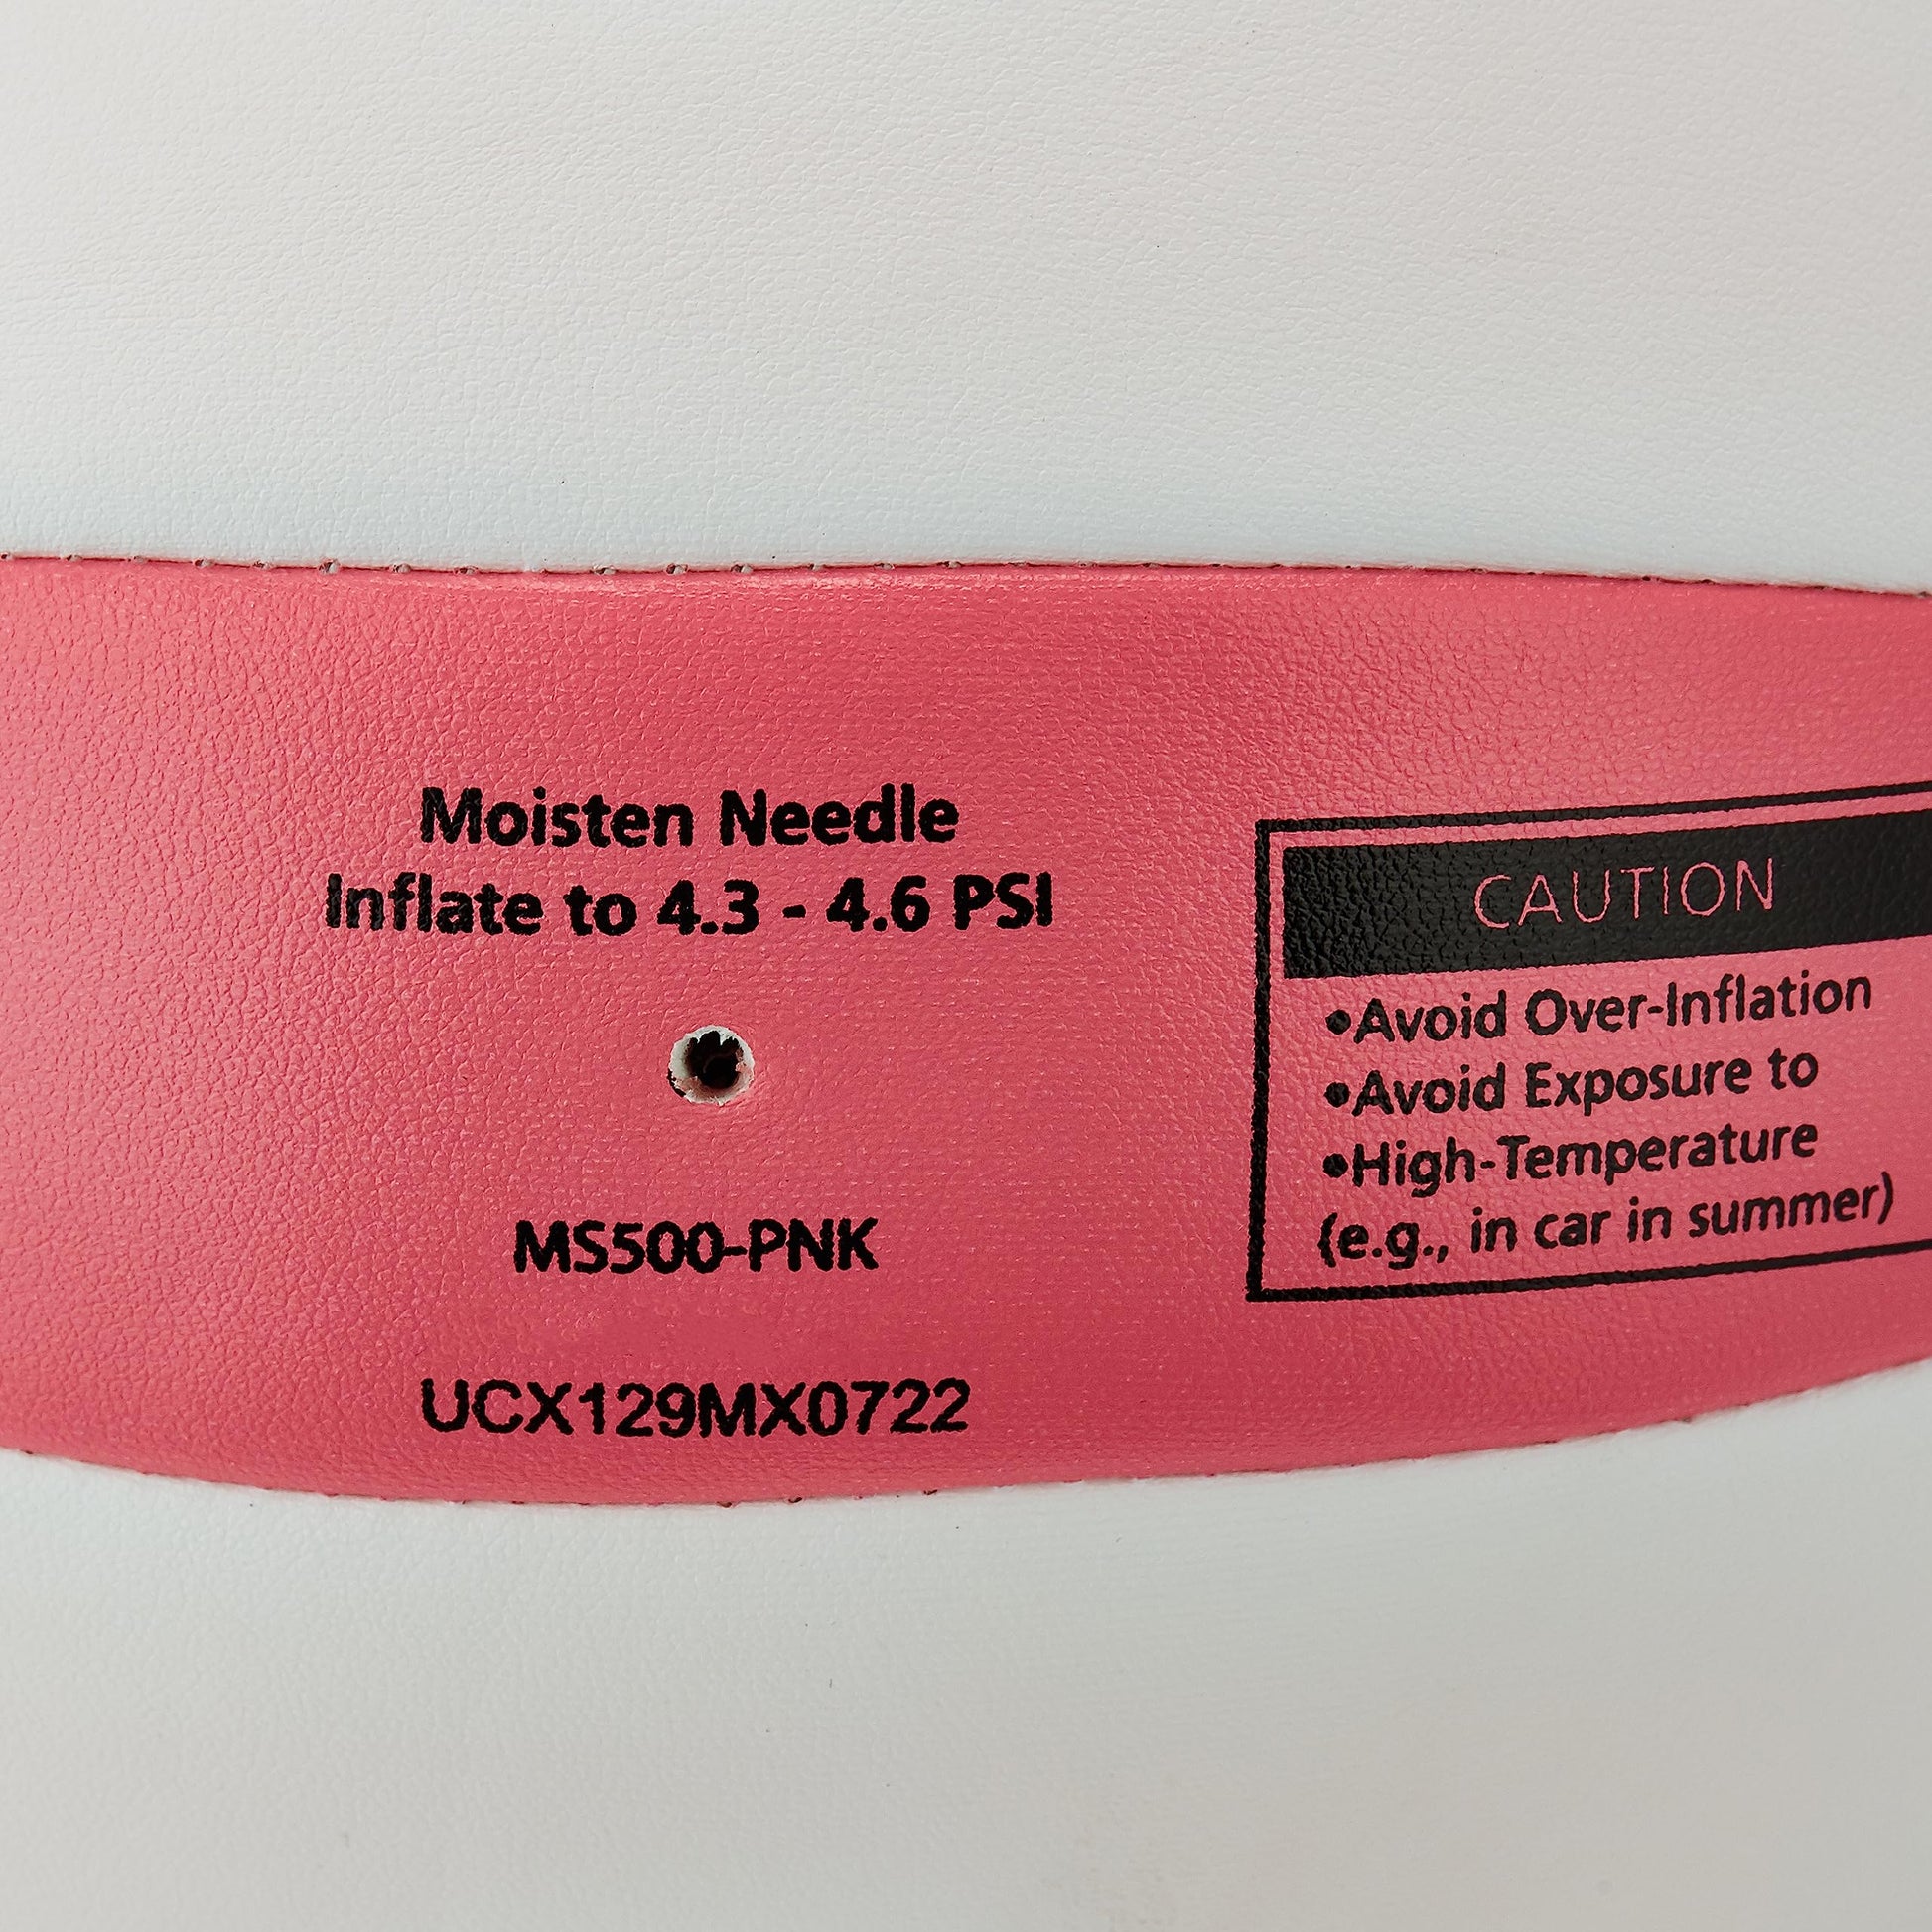 Moisten Needle
Inflate to 4.3 - 4.6 PSI
MS500-PNK
UCX129MX0722
CAUTION
•Avoid Over-Inflation
•Avoid Exposure to
•High-Temperature
(e.g., in car in summer)